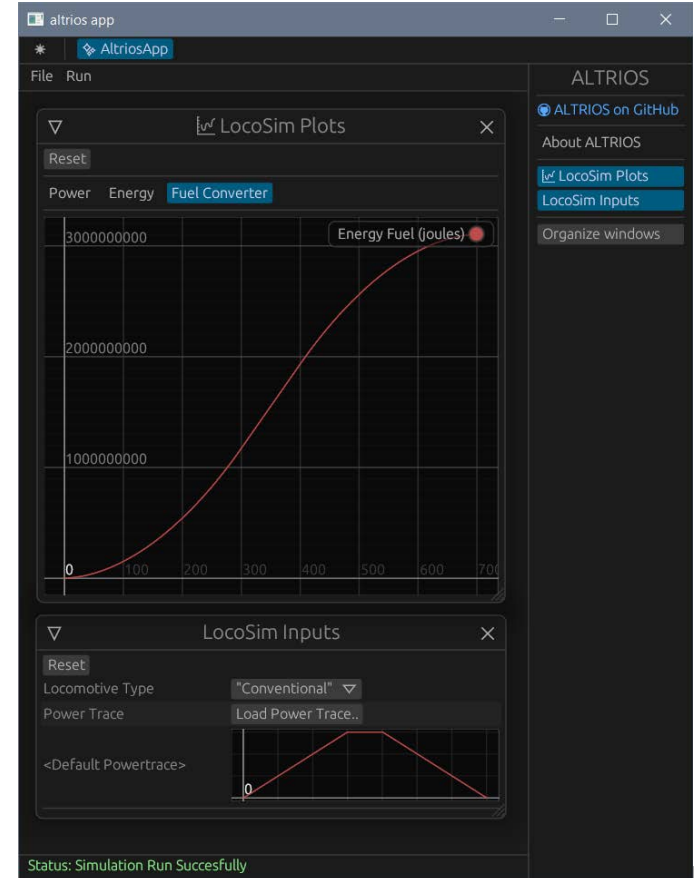 altrios app
AltriosApp
File Run
ALTRIOS
ALTRIOS on GitHub
About ALTRIOS
LocoSim Plots
LocoSim Inputs
Organize windows
LocoSim Plots
Reset
Power Energy Fuel Converter
Energy Fuel (joules)
3000000000
2000000000
1000000000
0 100 200 300 400 500 600 700
LocoSim Inputs
Reset
Locomotive Type "Conventional"
Power Trace Load Power Trace..
<Default Powertrace>
0
Status: Simulation Run Succesfully